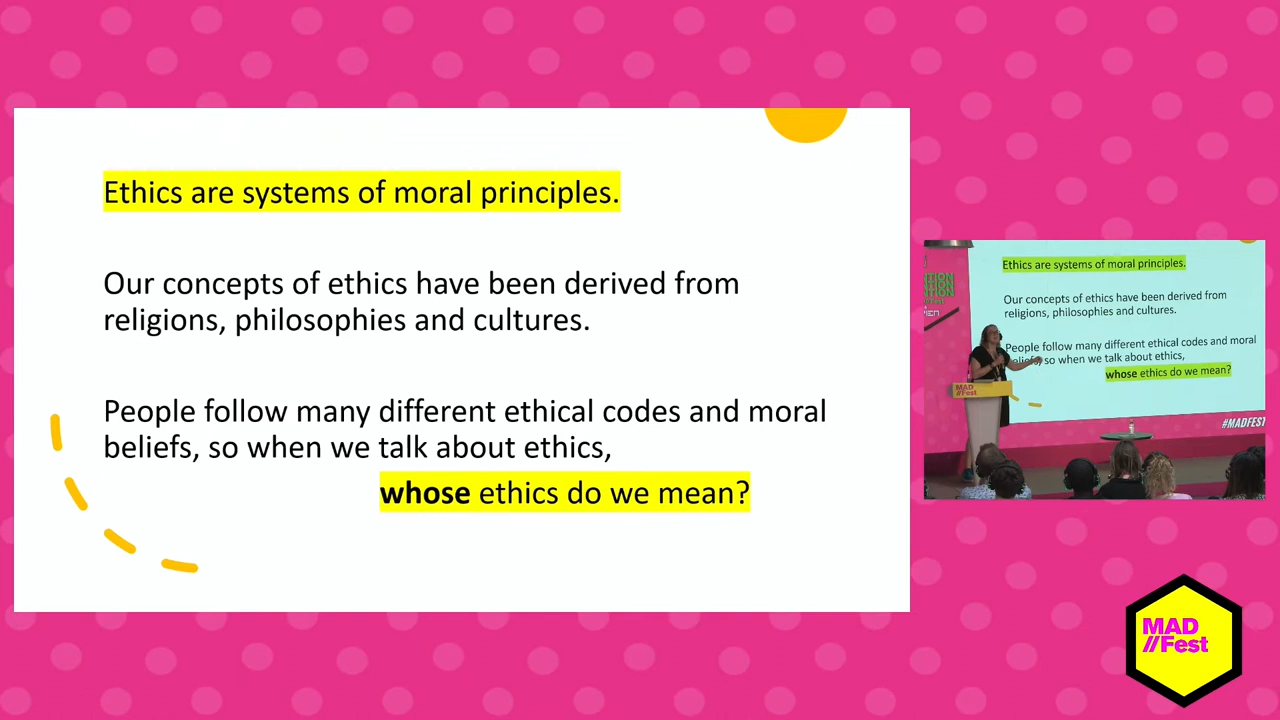 Ethics are systems of moral principles.
Our concepts of ethics have been derived from
religions, philosophies and cultures.
People follow many different ethical codes and moral
beliefs, so when we talk about ethics,
whose ethics do we mean?
Ethics are systems of moral principles.
Our concepts of ethics have been derived from
religions, philosophies and cultures.
People follow many different ethical codes and moral
beliefs, so when we talk about ethics,
whose ethics do we mean?
MAD
//Fest
#MADFEST
MAD
//Fest